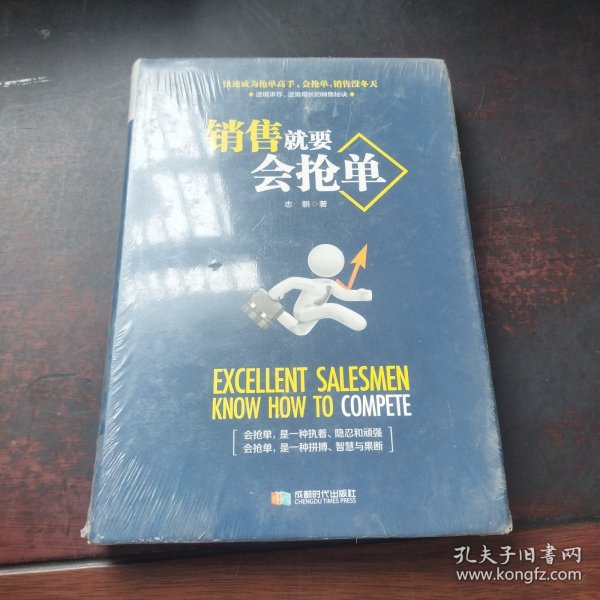 快速成为抢单高手，会抢单，销售没冬天
逆境求存、逆势增长的销售秘诀
销售就要
会抢单
志朝 ◎ 著
EXCELLENT SALESMEN
KNOW HOW TO COMPETE
会抢单，是一种执着、隐忍和顽强
会抢单，是一种拼搏、智慧与果断
成都时代出版社
CHENGDU TIMES PRESS
孔夫子旧书网
www.kongfz.com